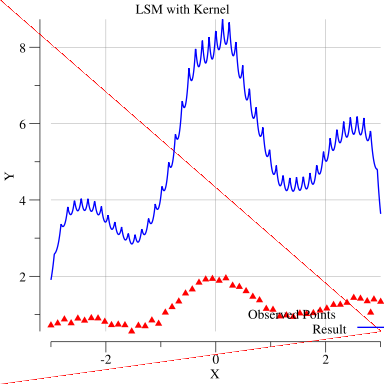 LSM with Kernel
8
6
4
2
Y
Observed Points
Result
-2
0
2
X